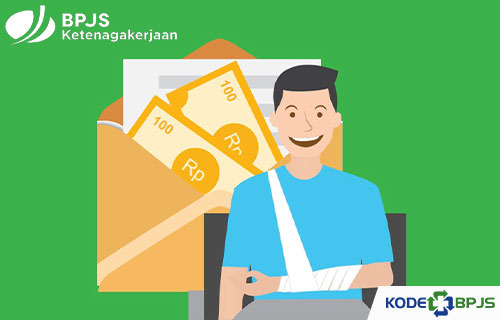 BPJS
Ketenagakerjaan
100
Rp
100
Rp
KODE BPJS